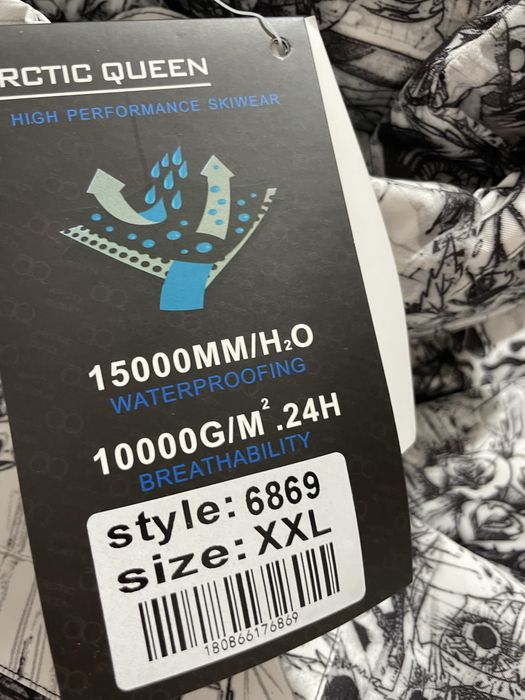 RCTIC QUEEN
HIGH PERFORMANCE SKIWEAR
15000MM/H₂O
WATERPROOFING
10000G/M².24H
BREATHABILITY
style: 6869
size: XXL
180866176869